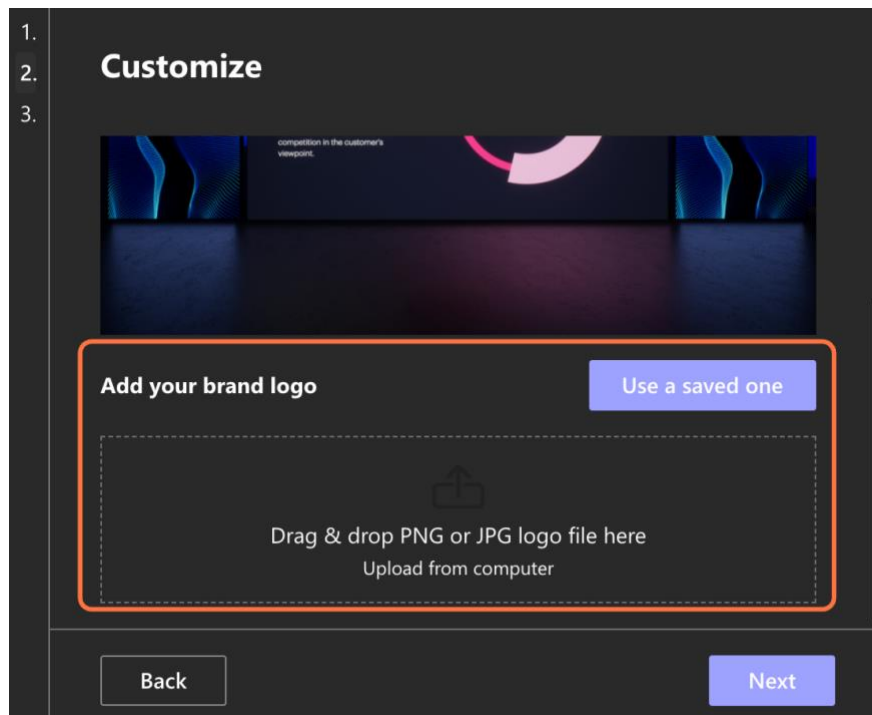 1.
2.
3.
Customize
competition in the customer's
viewpoint.
Add your brand logo
Use a saved one
Drag & drop PNG or JPG logo file here
Upload from computer
Back
Next